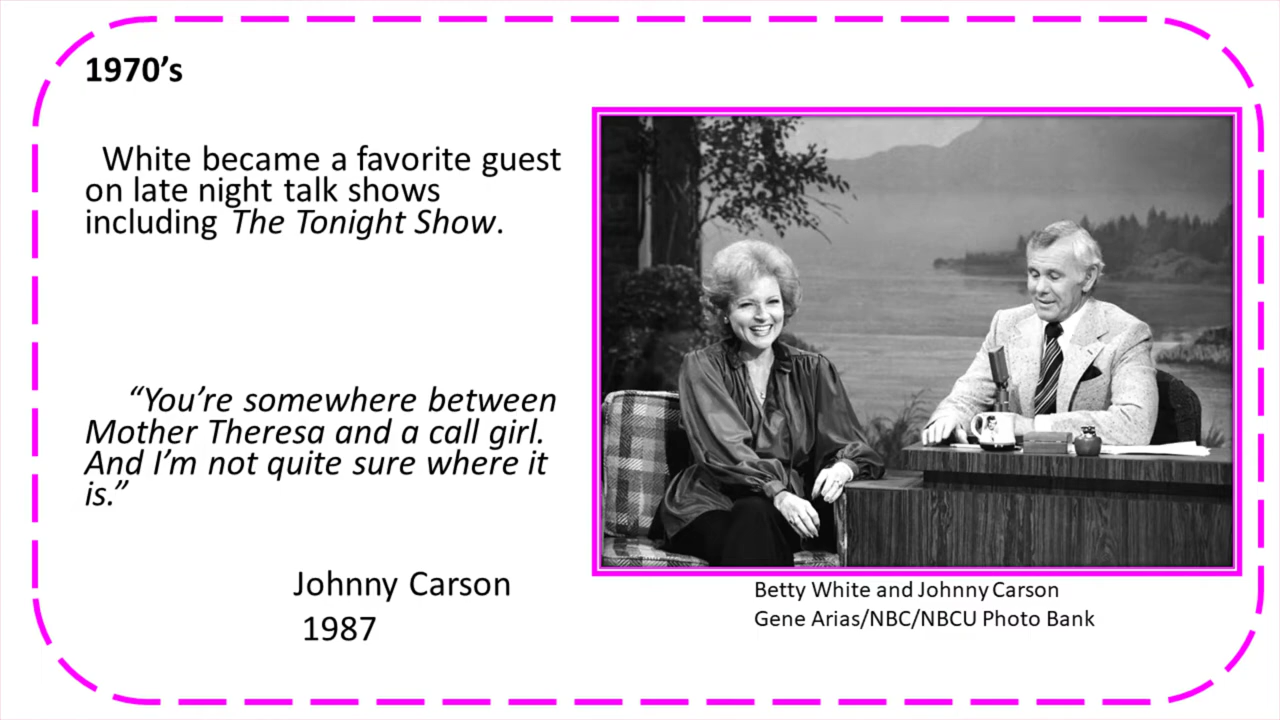 1970’s
White became a favorite guest
on late night talk shows
including The Tonight Show.
“You’re somewhere between
Mother Theresa and a call girl.
And I’m not quite sure where it
is.”
Johnny Carson
1987
Betty White and Johnny Carson
Gene Arias/NBC/NBCU Photo Bank